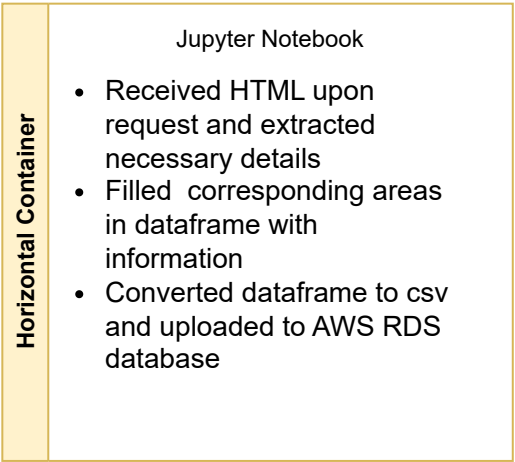 Horizontal Container
Jupyter Notebook
• Received HTML upon
request and extracted
necessary details
• Filled  corresponding areas
in dataframe with
information
• Converted dataframe to csv
and uploaded to AWS RDS
database